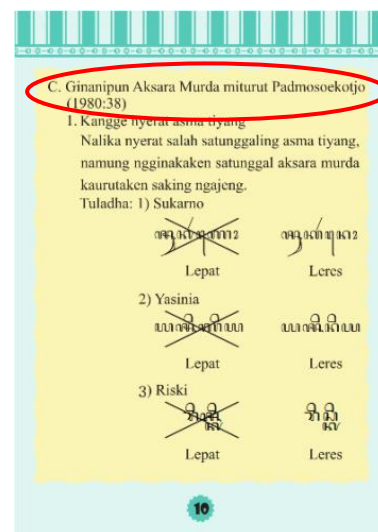 C. Ginanipun Aksara Murda miturut Padmosoekotjo
(1980:38)
1. Kangge nyerat asma tiyang
Nalika nyerat salah satunggaling asma tiyang,
namung ngginakaken satunggal aksara murda
kaurutaken saking ngajeng.
Tuladha: 1) Sukarno
Lepat Leres
2) Yasinia
Lepat Leres
3) Riski
Lepat Leres
10